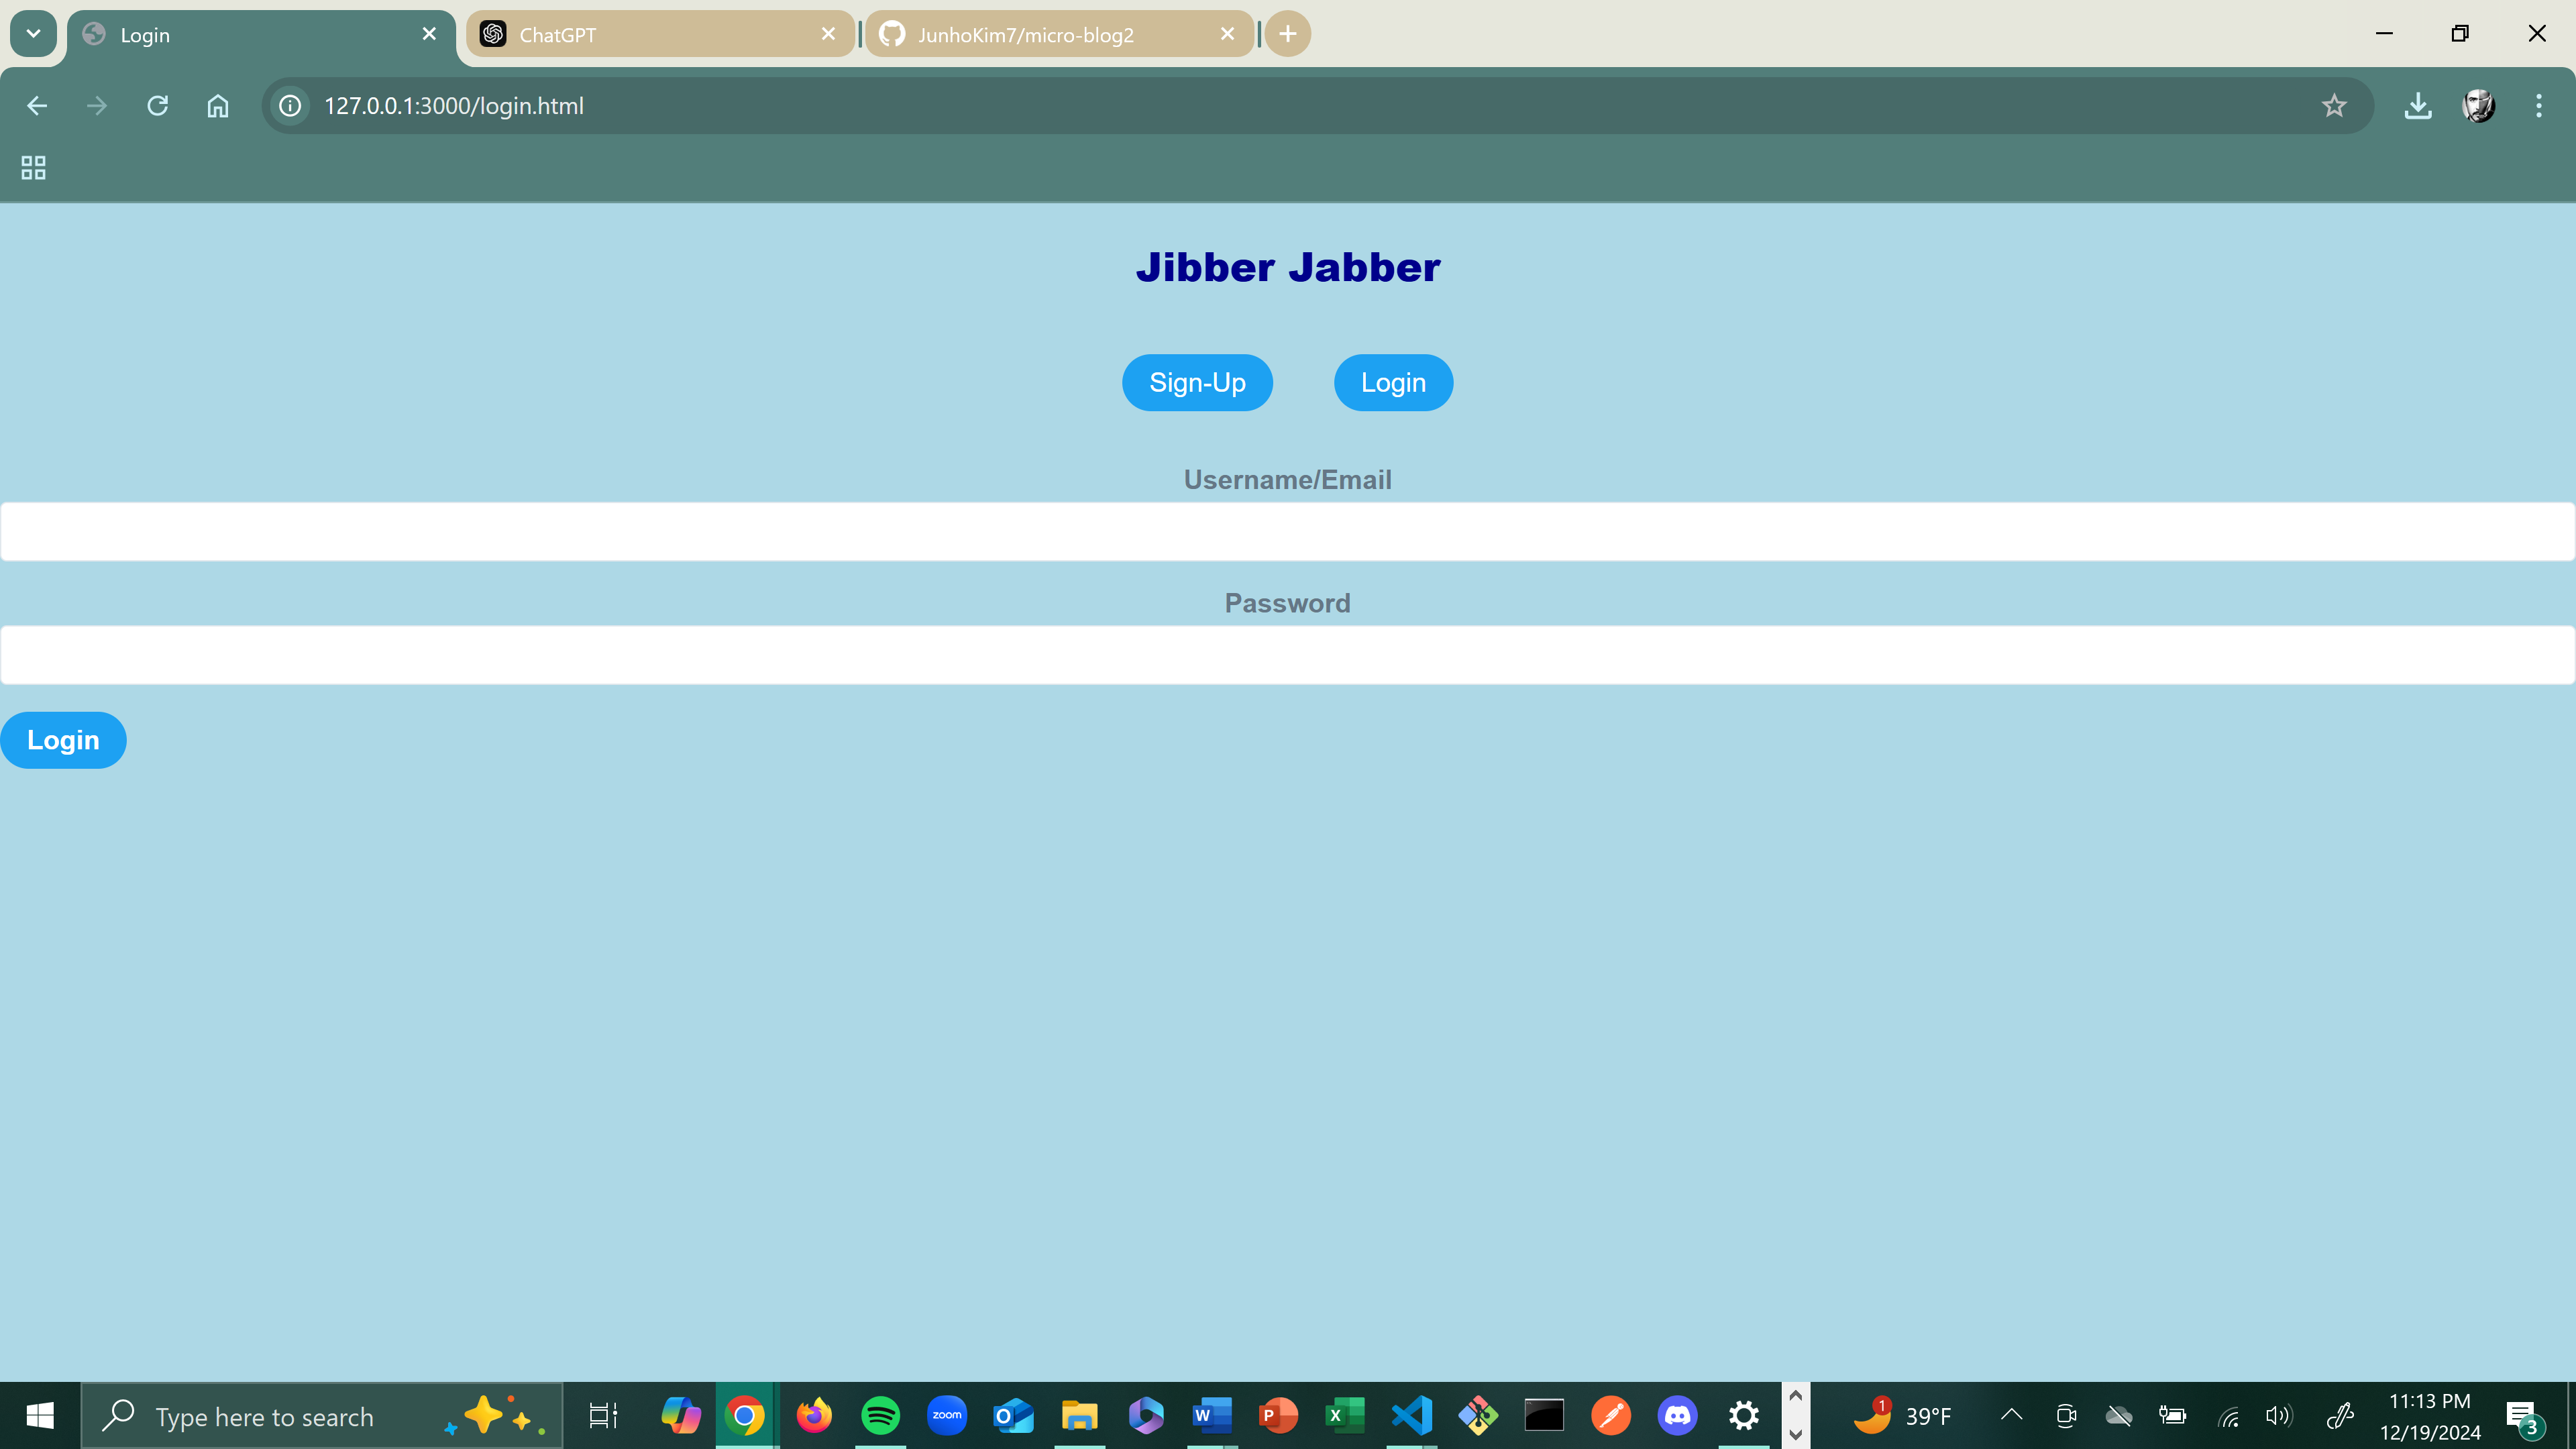 Login
ChatGPT
JunhoKim7/micro-blog2
127.0.0.1:3000/login.html
Jibber Jabber
Sign-Up
Login
Username/Email
Password
Login
Type here to search
zoom
O
W
P
X
1
39°F
11:13 PM
12/19/2024
3